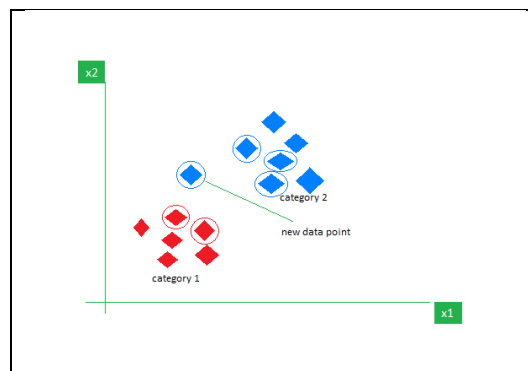 x2
category 2
new data point
category 1
x1